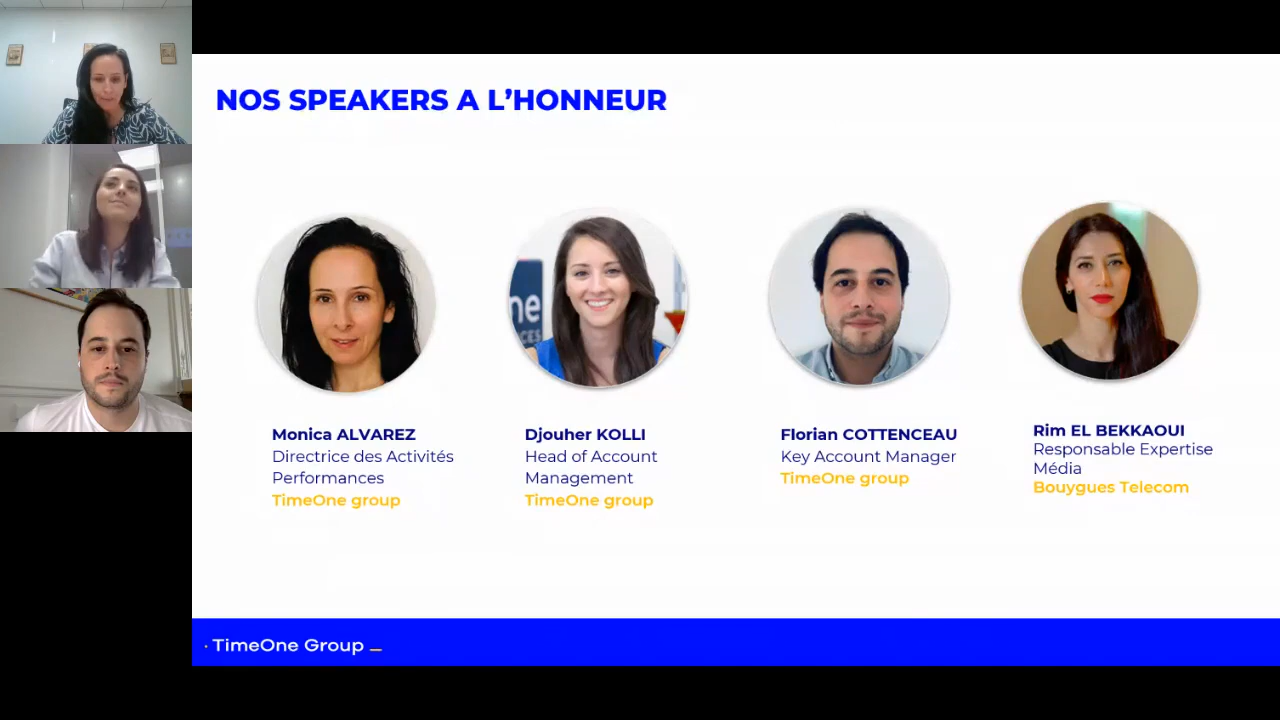 NOS SPEAKERS A L'HONNEUR
Monica ALVAREZ
Directrice des Activités
Performances
TimeOne group
Djouher KOLLI
Head of Account
Management
TimeOne group
Florian COTTENCEAU
Key Account Manager
TimeOne group
Rim EL BEKKAOUI
Responsable Expertise
Média
Bouygues Telecom
· TimeOne Group _